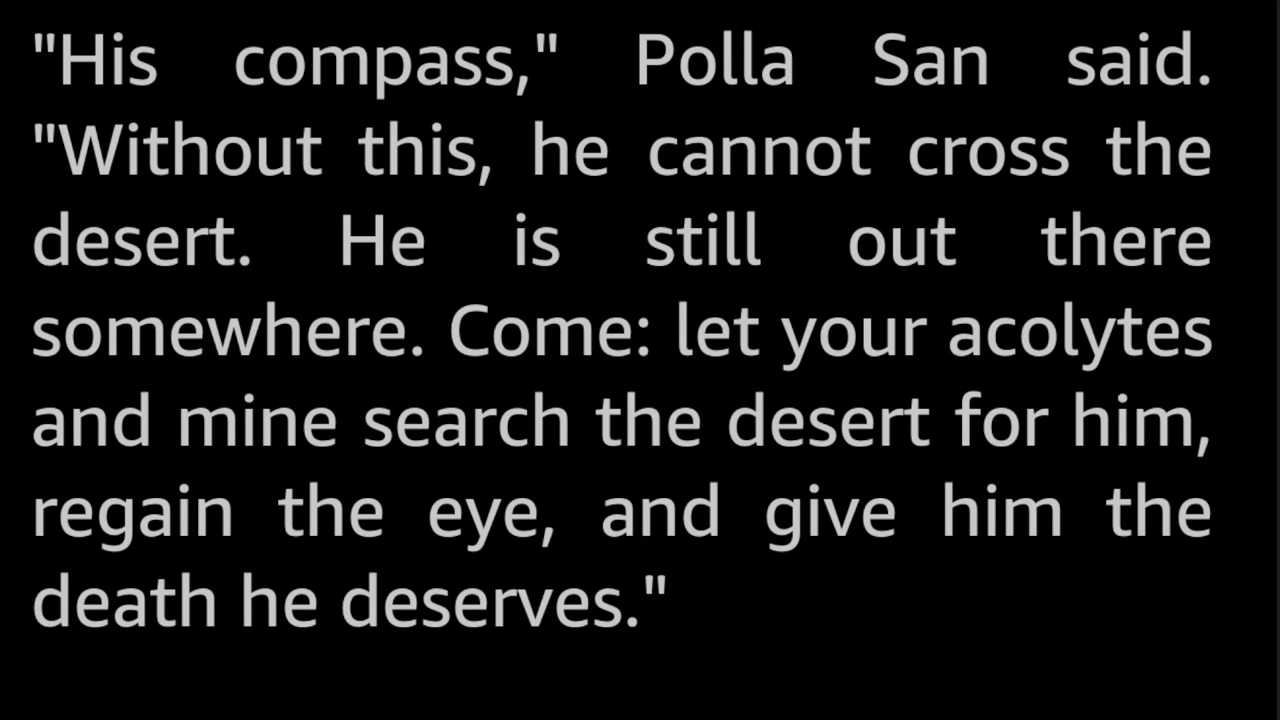 "His compass," Polla San said.
"Without this, he cannot cross the
desert. He is still out there
somewhere. Come: let your acolytes
and mine search the desert for him,
regain the eye, and give him the
death he deserves."